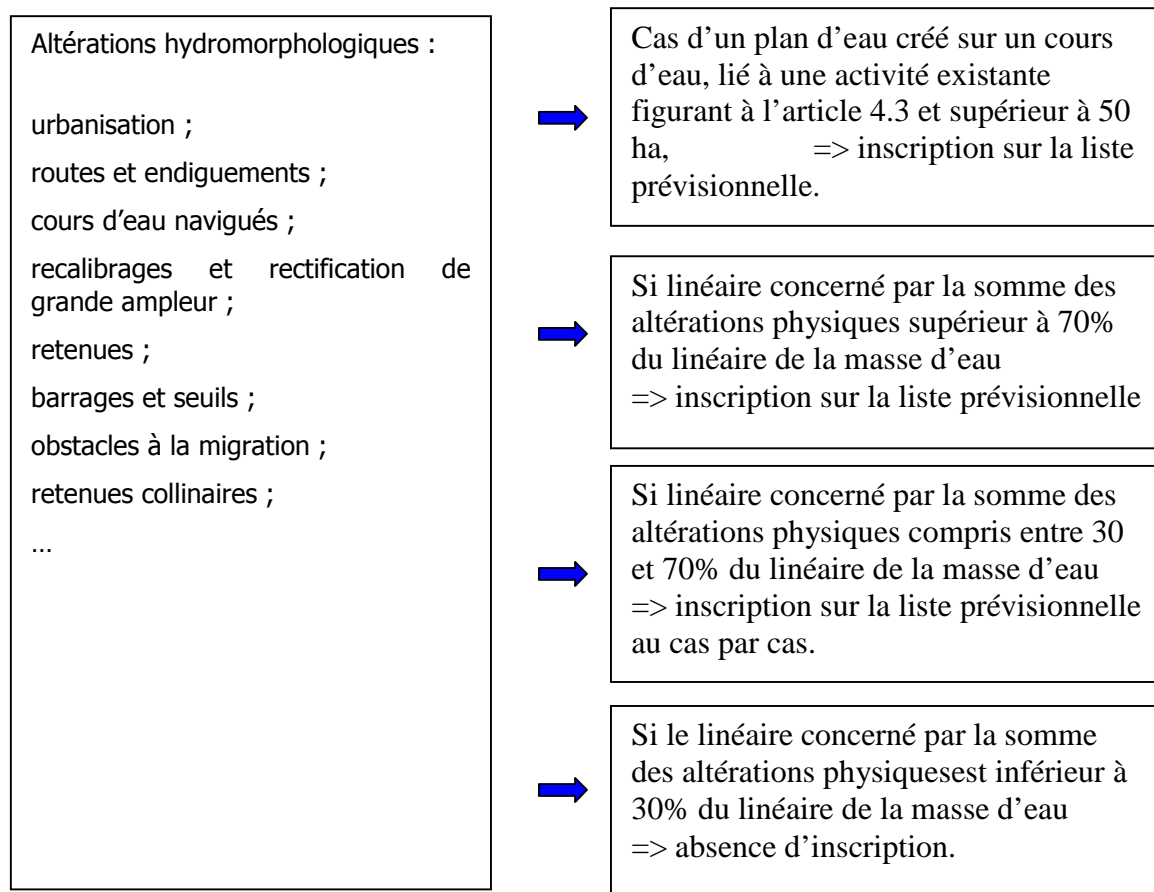 Altérations hydromorphologiques :
urbanisation ;
routes et endiguements ;
cours d’eau navigués ;
recalibrages et rectification de
grande ampleur ;
retenues ;
barrages et seuils ;
obstacles à la migration ;
retenues collinaires ;
…
Cas d’un plan d’eau créé sur un cours
d’eau, lié à une activité existante
figurant à l’article 4.3 et supérieur à 50
ha, => inscription sur la liste
prévisionnelle.
Si linéaire concerné par la somme des
altérations physiques supérieur à 70%
du linéaire de la masse d’eau
=> inscription sur la liste prévisionnelle
Si linéaire concerné par la somme des
altérations physiques compris entre 30
et 70% du linéaire de la masse d’eau
=> inscription sur la liste prévisionnelle
au cas par cas.
Si le linéaire concerné par la somme
des altérations physiquesest inférieur à
30% du linéaire de la masse d’eau
=> absence d’inscription.